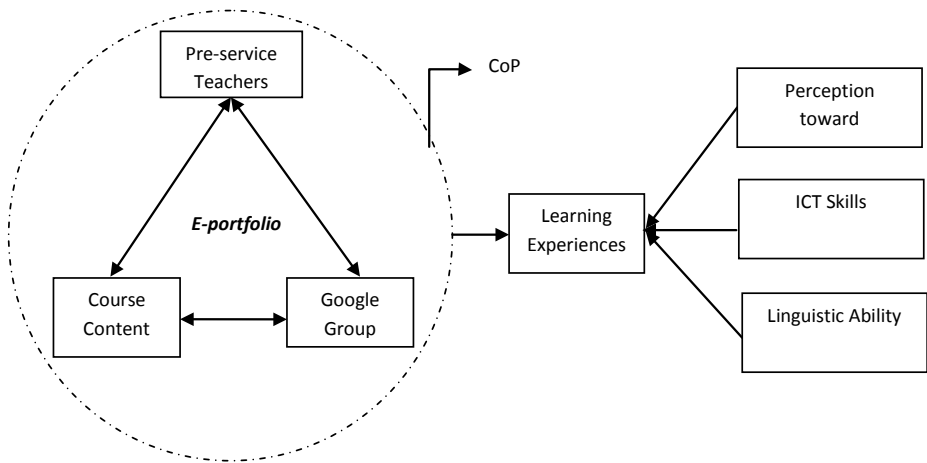 Pre-service
Teachers
CoP
E-portfolio
Course
Content
Google
Group
Learning
Experiences
Perception
toward
ICT Skills
Linguistic Ability